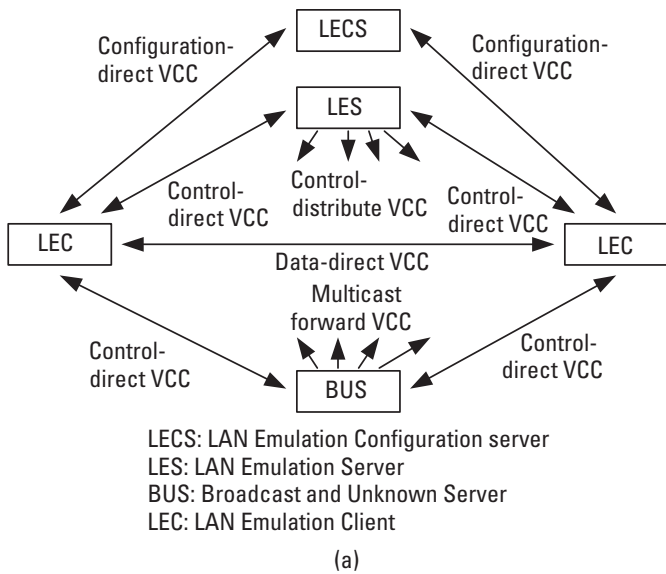 LECS
Configuration-
direct VCC
Configuration-
direct VCC
LES
Control-
direct VCC
Control-
distribute VCC
Control-
direct VCC
LEC
LEC
Data-direct VCC
Multicast
forward VCC
Control-
direct VCC
Control-
direct VCC
BUS
LECS: LAN Emulation Configuration server
LES: LAN Emulation Server
BUS: Broadcast and Unknown Server
LEC: LAN Emulation Client
(a)